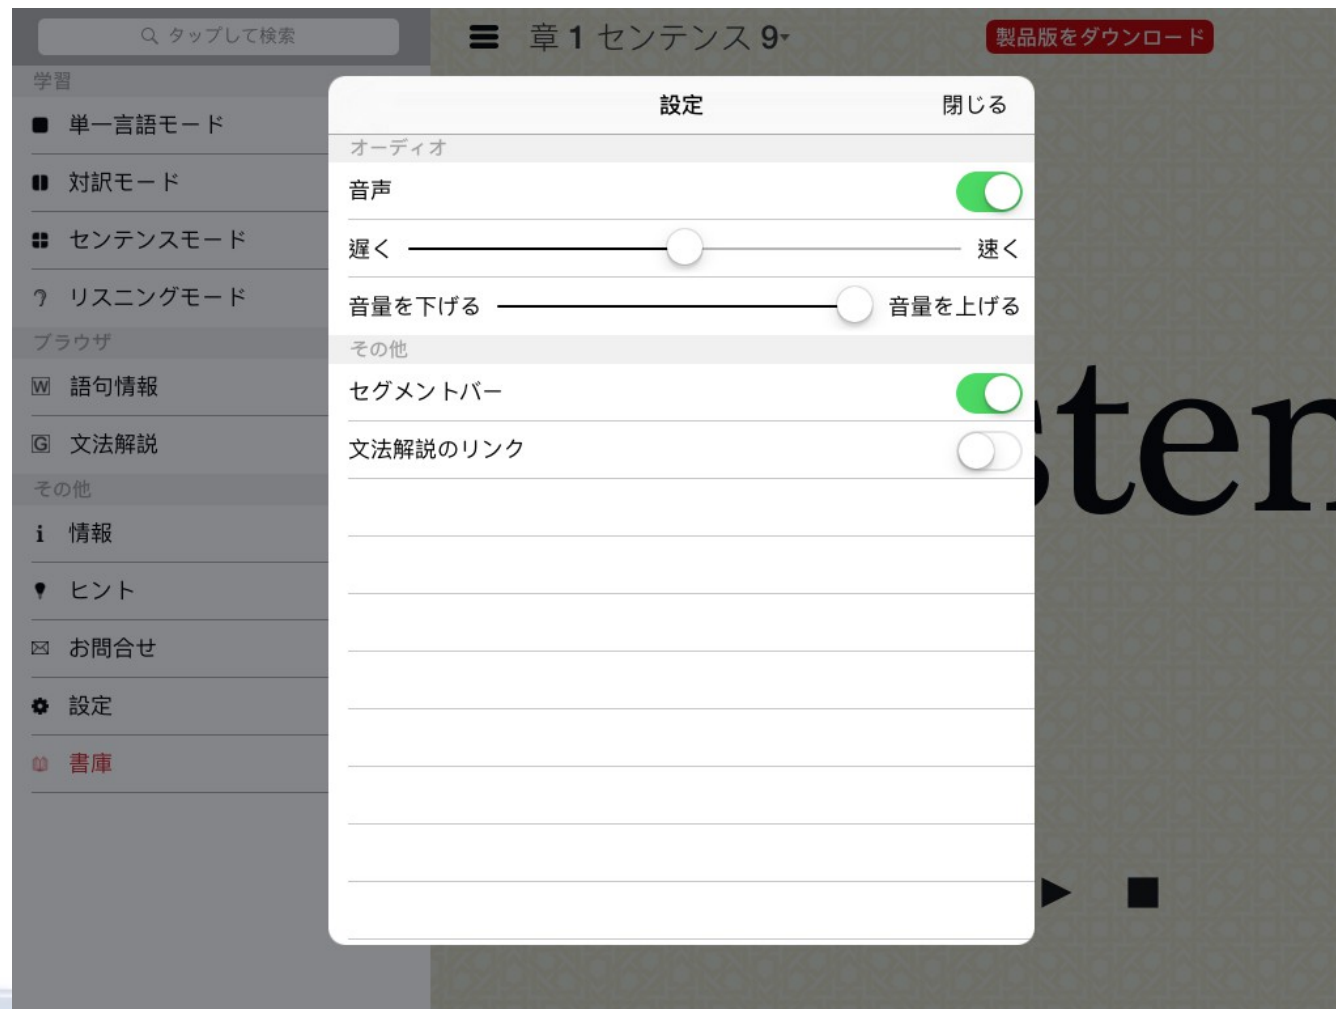 タップして検索
章 1 センテンス 9
製品版をダウンロード
学習
単一言語モード
対訳モード
センテンスモード
リスニングモード
ブラウザ
W 語句情報
G 文法解説
その他
i 情報
ヒント
お問合せ
設定
書庫
設定
閉じる
オーディオ
音声
遅く 速く
音量を下げる 音量を上げる
その他
セグメントバー
文法解説のリンク
sten